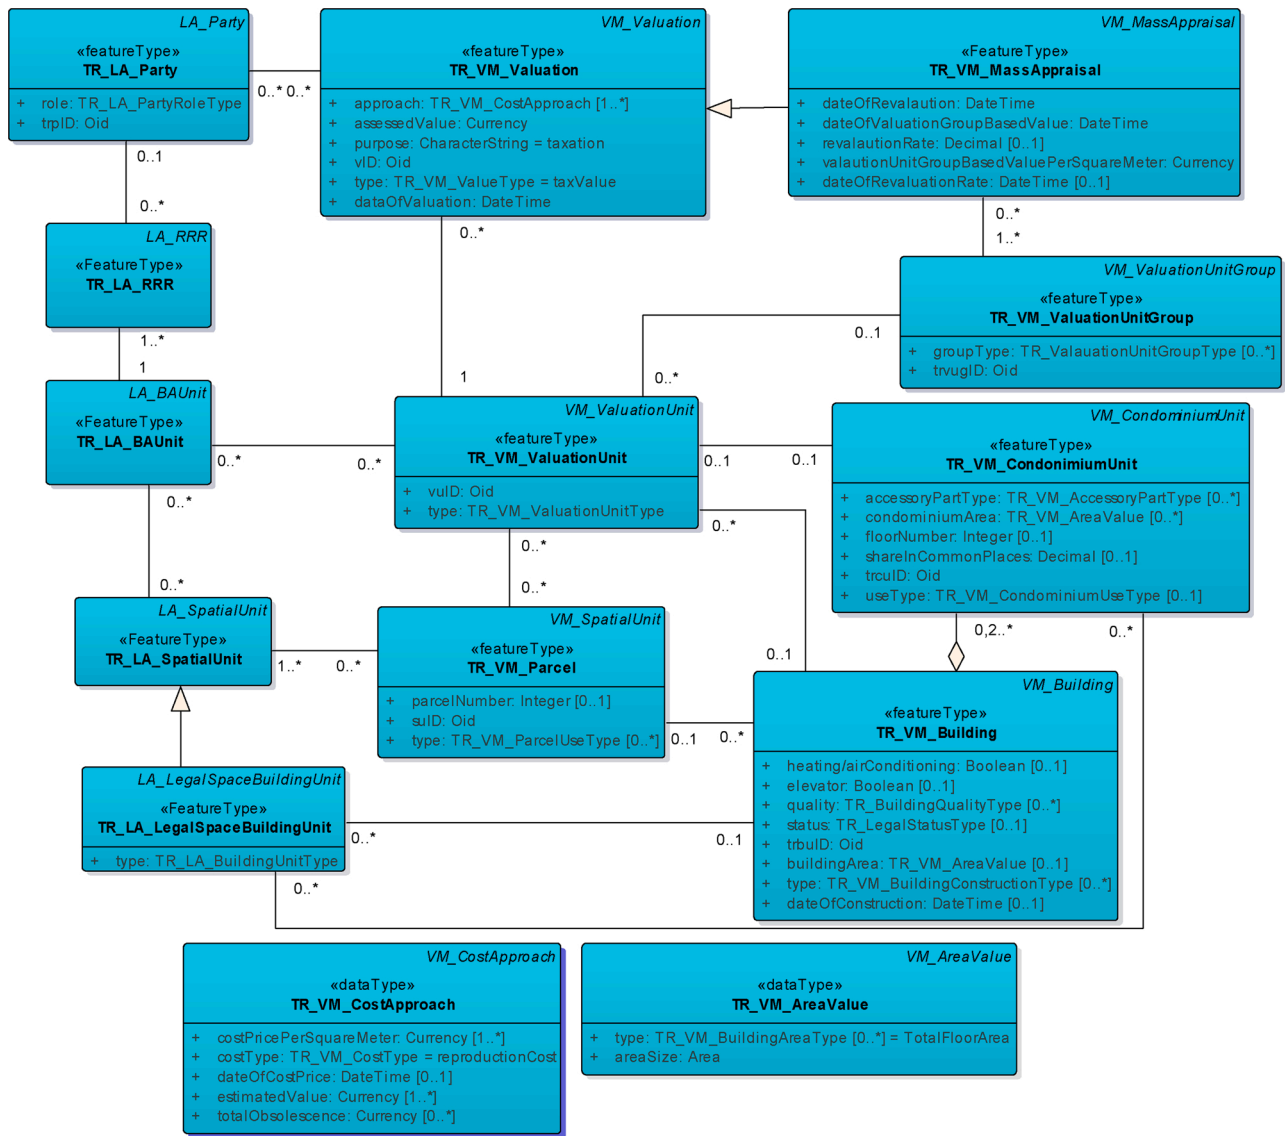 LA_Party
«featureType»
TR_LA_Party
+ role: TR_LA_PartyRoleType
+ trpID: Oid
0..* 0..*
VM_Valuation
«featureType»
TR_VM_Valuation
+ approach: TR_VM_CostApproach [1..*]
+ assessedValue: Currency
+ purpose: CharacterString = taxation
+ vID: Oid
+ type: TR_VM_ValueType = taxValue
+ dataOfValuation: DateTime
VM_MassAppraisal
«FeatureType»
TR_VM_MassAppraisal
+ dateOfRevalaution: DateTime
+ dateOfValuationGroupBasedValue: DateTime
+ revalautionRate: Decimal [0..1]
+ valautionUnitGroupBasedValuePerSquareMeter: Currency
+ dateOfRevaluationRate: DateTime [0..1]
0..1
0..*
0..*
0..*
1..*
LA_RRR
«FeatureType»
TR_LA_RRR
1..*
1
VM_ValuationUnitGroup
«featureType»
TR_VM_ValuationUnitGroup
+ groupType: TR_ValauationUnitGroupType [0..*]
+ trvugID: Oid
0..1
0..*
1
LA_BAUnit
«FeatureType»
TR_LA_BAUnit
0..*
0..*
0..*
0..*
VM_ValuationUnit
«featureType»
TR_VM_ValuationUnit
+ vuID: Oid
+ type: TR_VM_ValuationUnitType
0..1
0..1
0..*
0..*
0..*
VM_CondominiumUnit
«featureType»
TR_VM_CondonimiumUnit
+ accessoryPartType: TR_VM_AccessoryPartType [0..*]
+ condominiumArea: TR_VM_AreaValue [0..*]
+ floorNumber: Integer [0..1]
+ shareInCommonPlaces: Decimal [0..1]
+ trcuID: Oid
+ useType: TR_VM_CondominiumUseType [0..1]
0,2..*
0..*
LA_SpatialUnit
«FeatureType»
TR_LA_SpatialUnit
1..*
0..*
VM_SpatialUnit
«featureType»
TR_VM_Parcel
+ parcelNumber: Integer [0..1]
+ suID: Oid
+ type: TR_VM_ParcelUseType [0..*]
0..1
0..1
0..*
VM_Building
«featureType»
TR_VM_Building
+ heating/airConditioning: Boolean [0..1]
+ elevator: Boolean [0..1]
+ quality: TR_BuildingQualityType [0..*]
+ status: TR_LegalStatusType [0..1]
+ trbuID: Oid
+ buildingArea: TR_VM_AreaValue [0..1]
+ type: TR_VM_BuildingConstructionType [0..*]
+ dateOfConstruction: DateTime [0..1]
LA_LegalSpaceBuildingUnit
«FeatureType»
TR_LA_LegalSpaceBuildingUnit
+ type: TR_LA_BuildingUnitType
0..*
0..1
0..*
VM_CostApproach
«dataType»
TR_VM_CostApproach
+ costPricePerSquareMeter: Currency [1..*]
+ costType: TR_VM_CostType = reproductionCost
+ dateOfCostPrice: DateTime [0..1]
+ estimatedValue: Currency [1..*]
+ totalObsolescence: Currency [0..*]
VM_AreaValue
«dataType»
TR_VM_AreaValue
+ type: TR_VM_BuildingAreaType [0..*] = TotalFloorArea
+ areaSize: Area